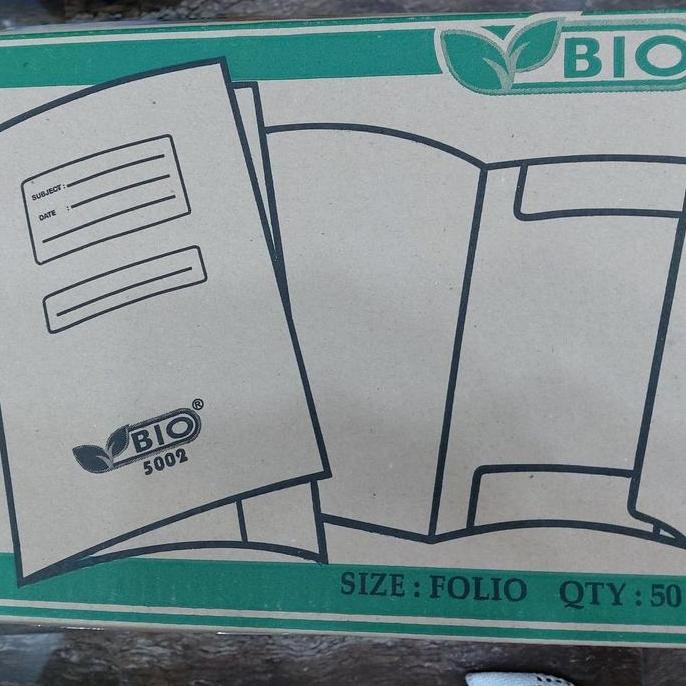 BIO
SUBJECT :
DATE :
BIO ®
5002
SIZE : FOLIO QTY : 50